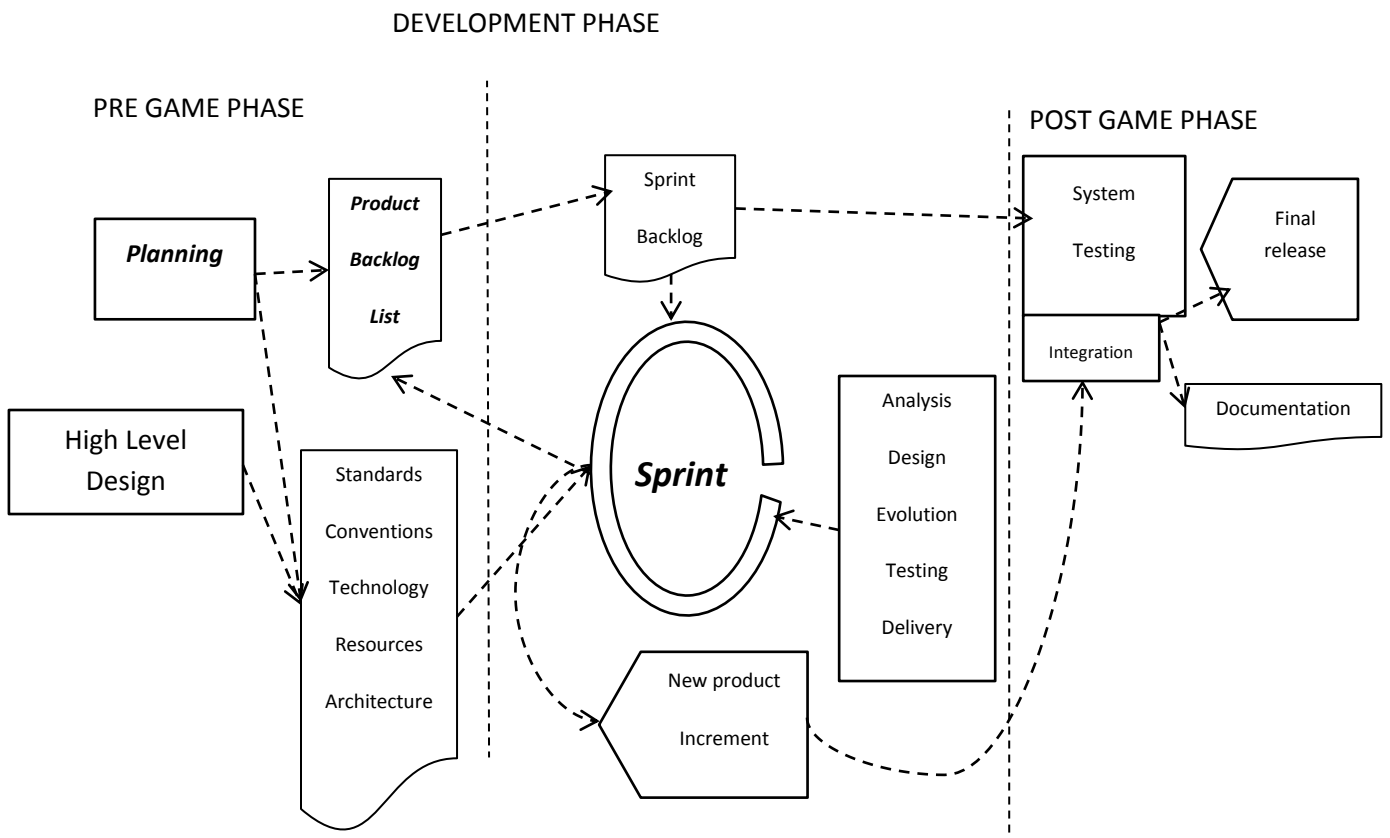 DEVELOPMENT PHASE
PRE GAME PHASE
POST GAME PHASE
Planning
Product
Backlog
List
High Level
Design
Standards
Conventions
Technology
Resources
Architecture
Sprint
Backlog
Sprint
Analysis
Design
Evolution
Testing
Delivery
New product
Increment
System
Testing
Integration
Final
release
Documentation